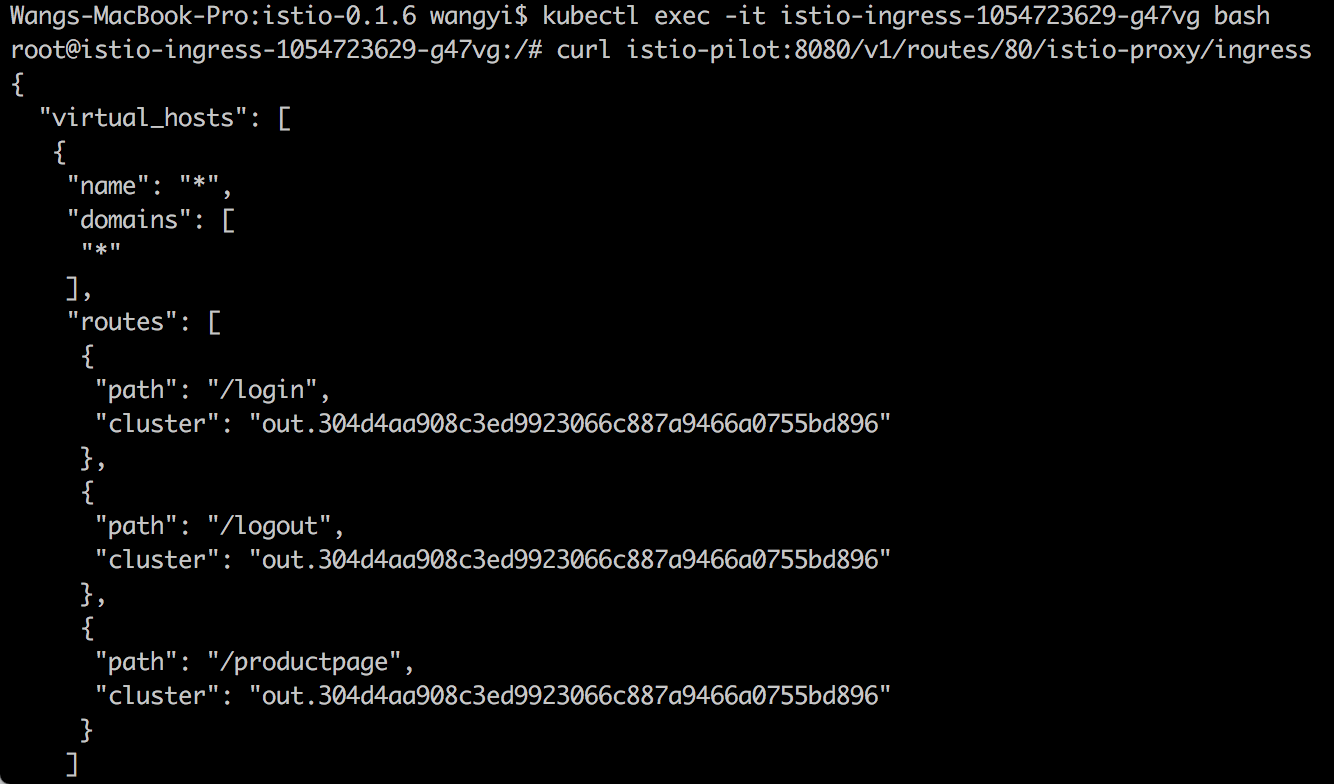 Wangs-MacBook-Pro:istio-0.1.6 wangyi$ kubectl exec -it istio-ingress-1054723629-g47vg bash
root@istio-ingress-1054723629-g47vg:/# curl istio-pilot:8080/v1/routes/80/istio-proxy/ingress
{
  "virtual_hosts": [
   {
    "name": "*",
    "domains": [
     "*"
    ],
    "routes": [
     {
      "path": "/login",
      "cluster": "out.304d4aa908c3ed9923066c887a9466a0755bd896"
     },
     {
      "path": "/logout",
      "cluster": "out.304d4aa908c3ed9923066c887a9466a0755bd896"
     },
     {
      "path": "/productpage",
      "cluster": "out.304d4aa908c3ed9923066c887a9466a0755bd896"
     }
    ]